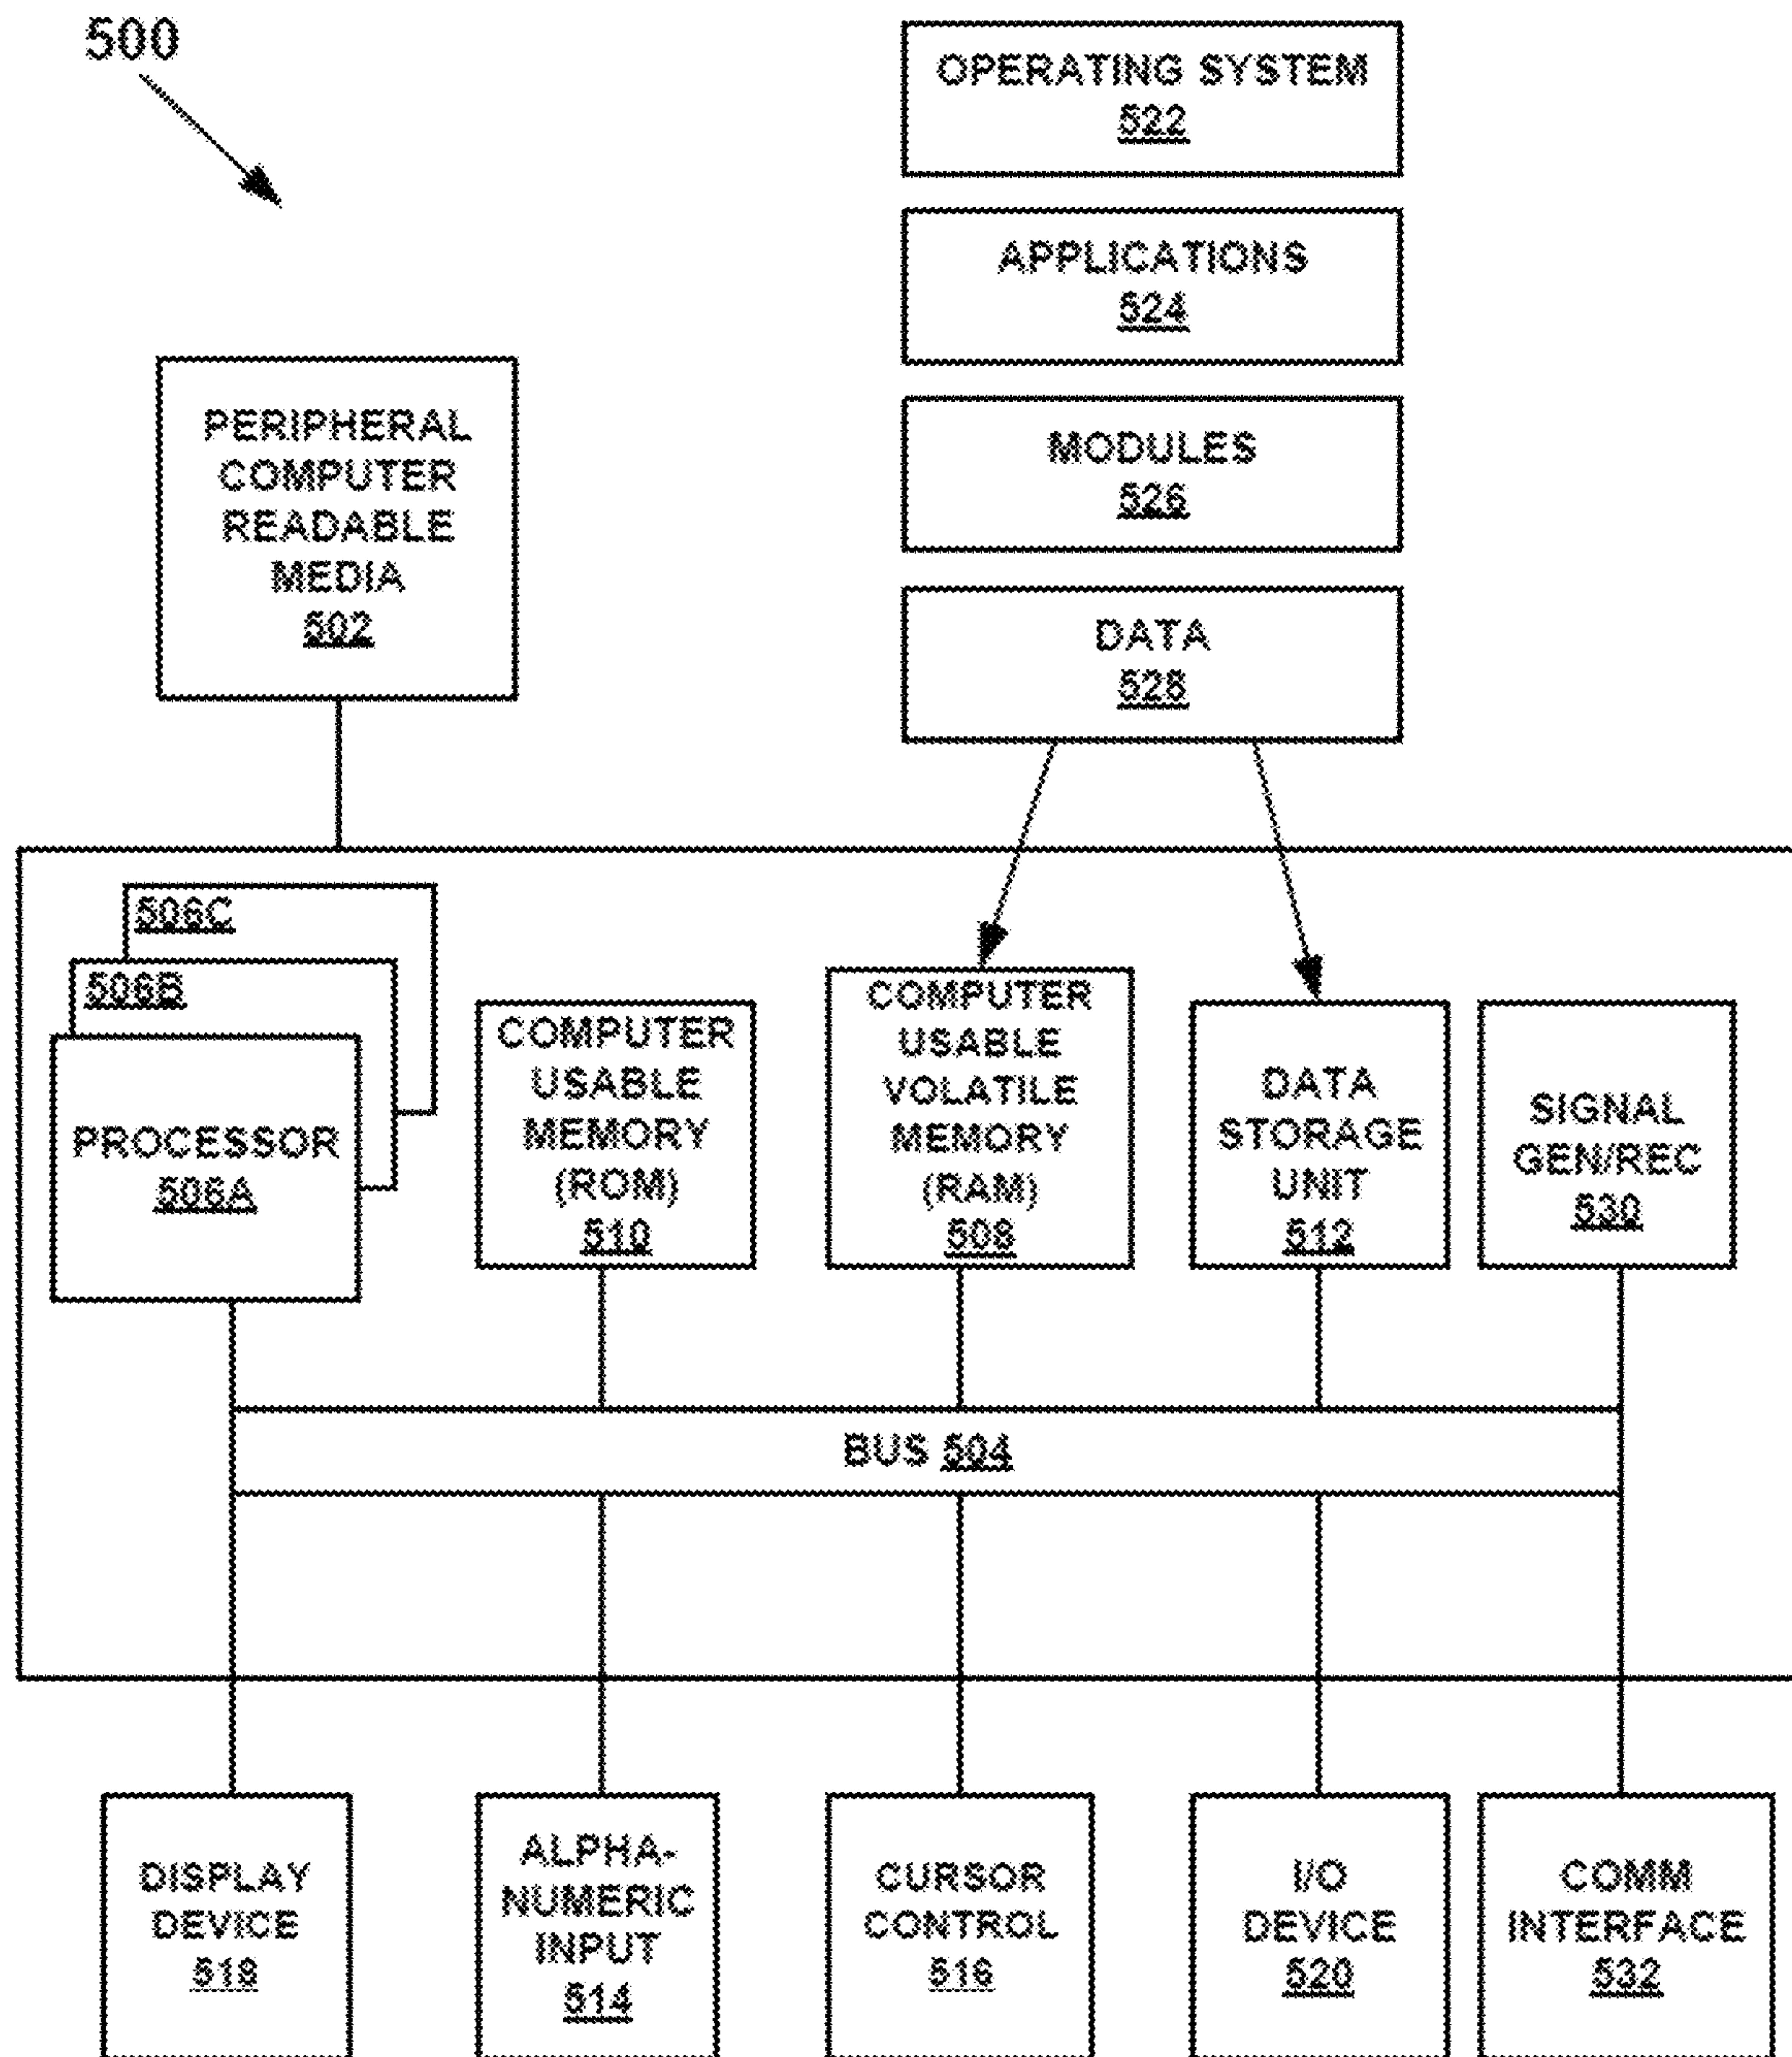 500
OPERATING SYSTEM
522
APPLICATIONS
524
MODULES
526
DATA
528
PERIPHERAL
COMPUTER
READABLE
MEDIA
502
506C
506B
PROCESSOR
506A
COMPUTER
USABLE
MEMORY
(ROM)
510
COMPUTER
USABLE
VOLATILE
MEMORY
(RAM)
508
DATA
STORAGE
UNIT
512
SIGNAL
GEN/REC
530
BUS 504
DISPLAY
DEVICE
518
ALPHA-
NUMERIC
INPUT
514
CURSOR
CONTROL
516
I/O
DEVICE
520
COMM
INTERFACE
532